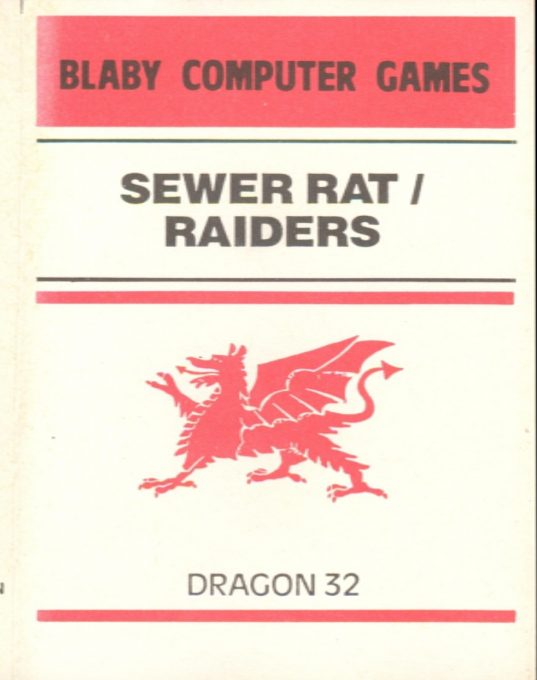 BLABY COMPUTER GAMES
SEWER RAT /
RAIDERS
DRAGON 32